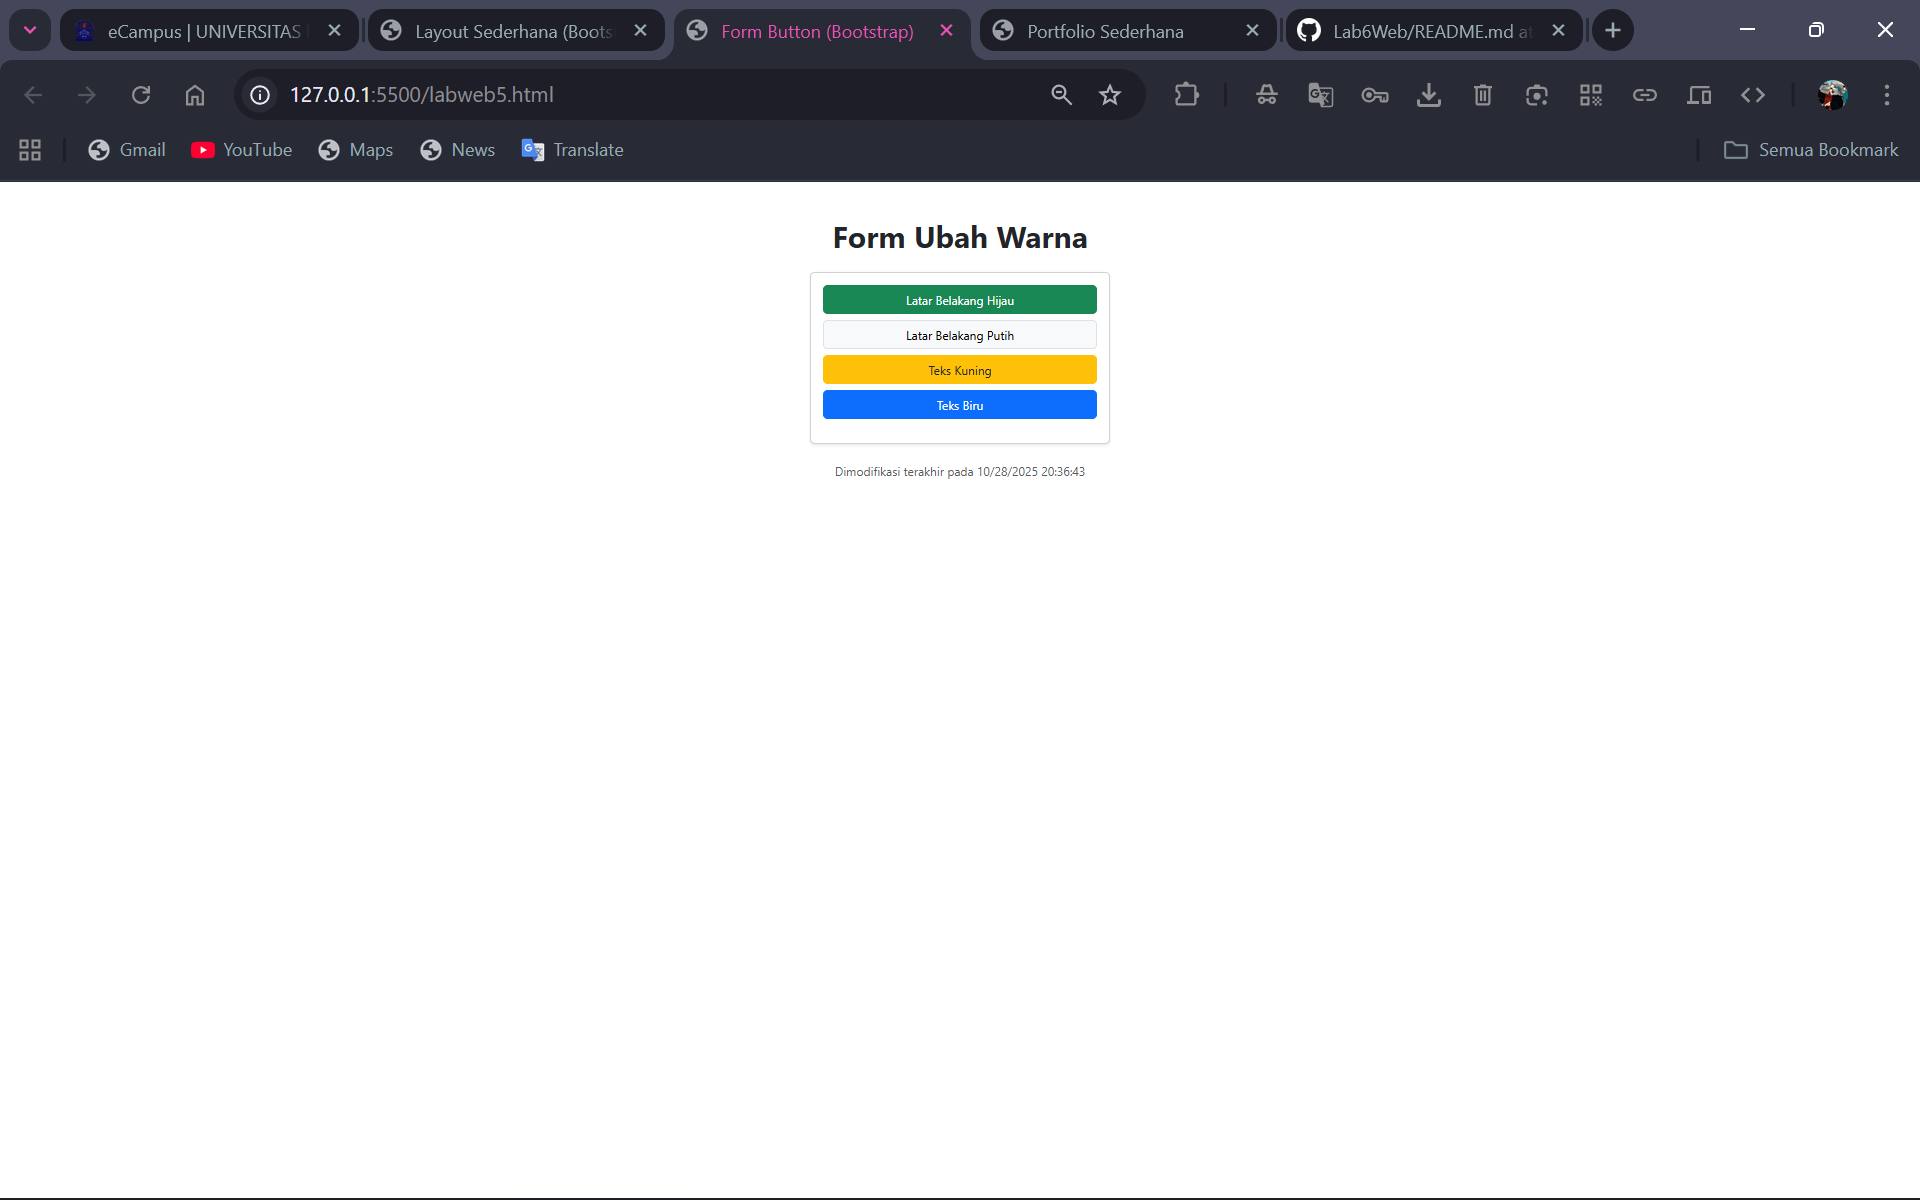 eCampus | UNIVERSITAS
Layout Sederhana (Boots
Form Button (Bootstrap)
Portfolio Sederhana
Lab6Web/README.md at
127.0.0.1:5500/labweb5.html
Gmail
YouTube
Maps
News
Translate
Semua Bookmark
Form Ubah Warna
Latar Belakang Hijau
Latar Belakang Putih
Teks Kuning
Teks Biru
Dimodifikasi terakhir pada 10/28/2025 20:36:43